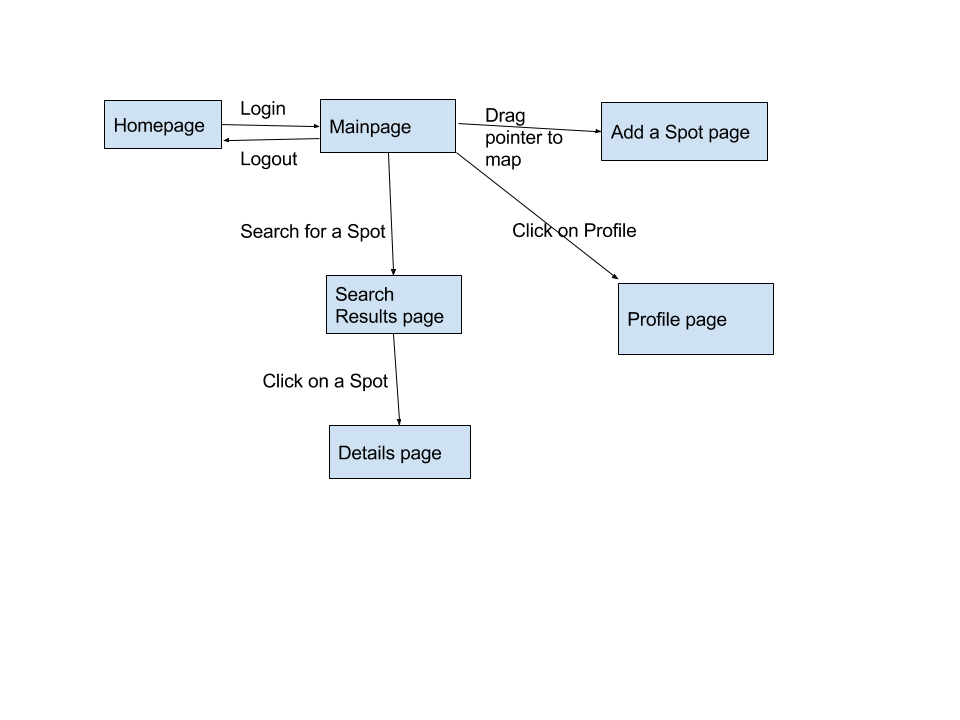 Homepage
Login
Logout
Mainpage
Drag
pointer to
map
Add a Spot page
Search for a Spot
Click on Profile
Search
Results page
Profile page
Click on a Spot
Details page